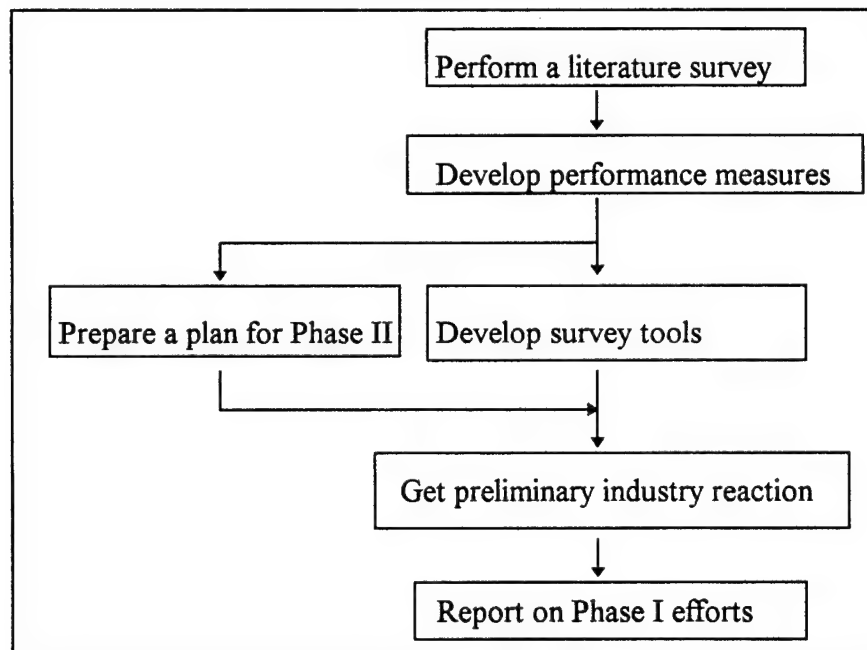 Perform a literature survey
Develop performance measures
Prepare a plan for Phase II
Develop survey tools
Get preliminary industry reaction
Report on Phase I efforts